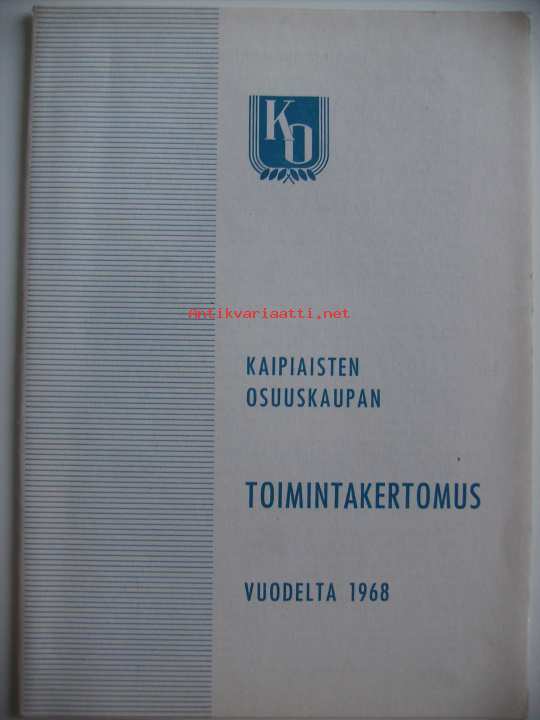 KO
Antikvariaatti.net
KAIPIAISTEN
OSUUSKAUPAN
TOIMINTAKERTOMUS
VUODELTA 1968